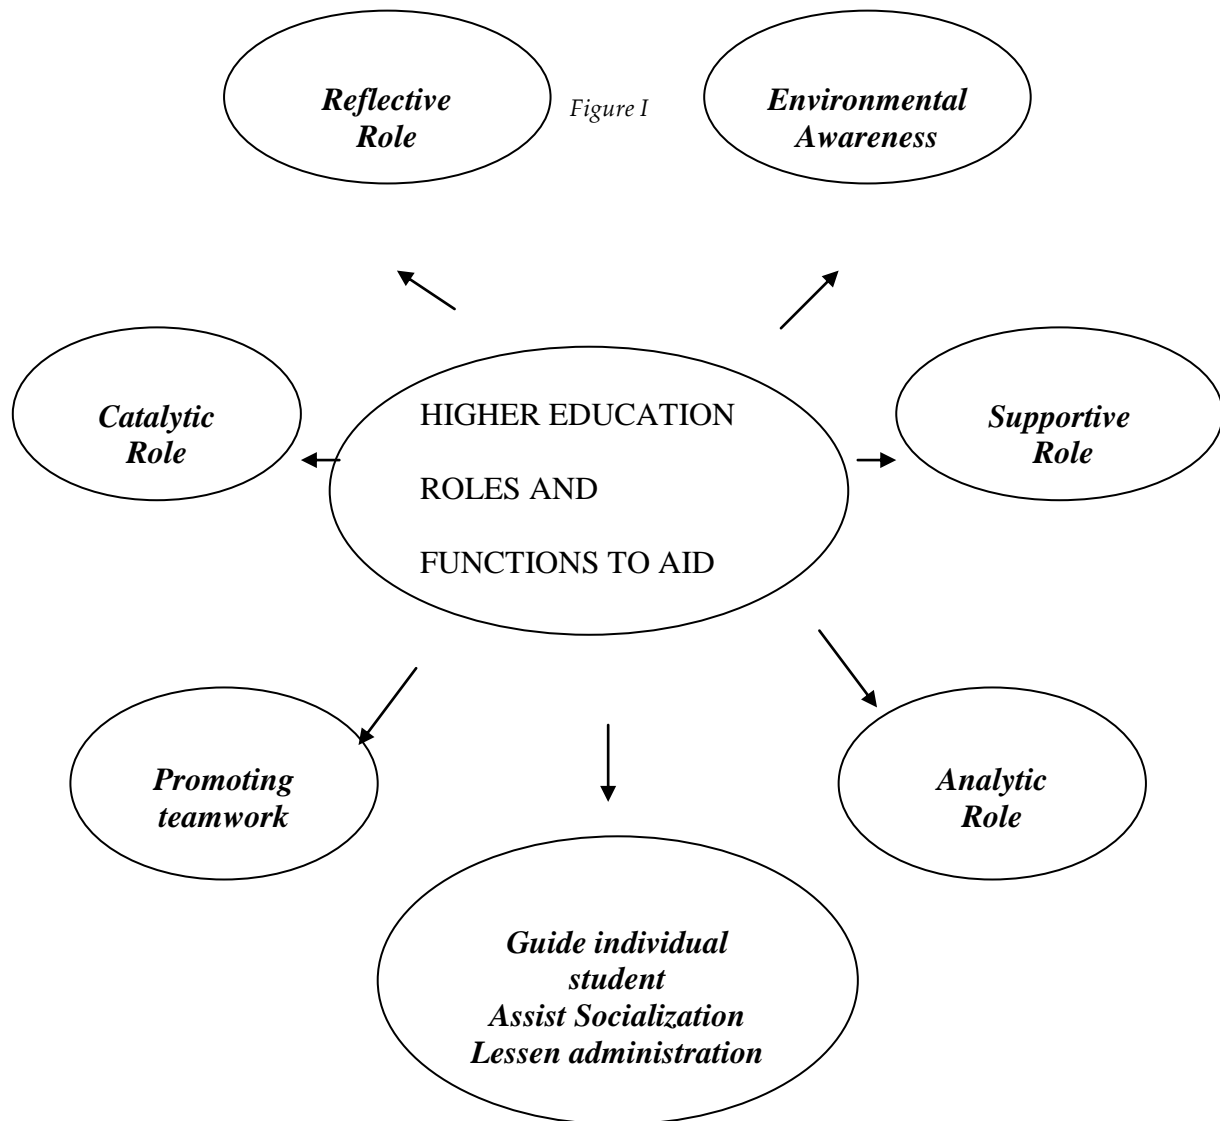 Reflective
Role
Figure I
Environmental
Awareness
Catalytic
Role
HIGHER EDUCATION
ROLES AND
FUNCTIONS TO AID
Supportive
Role
Promoting
teamwork
Analytic
Role
Guide individual
student
Assist Socialization
Lessen administration